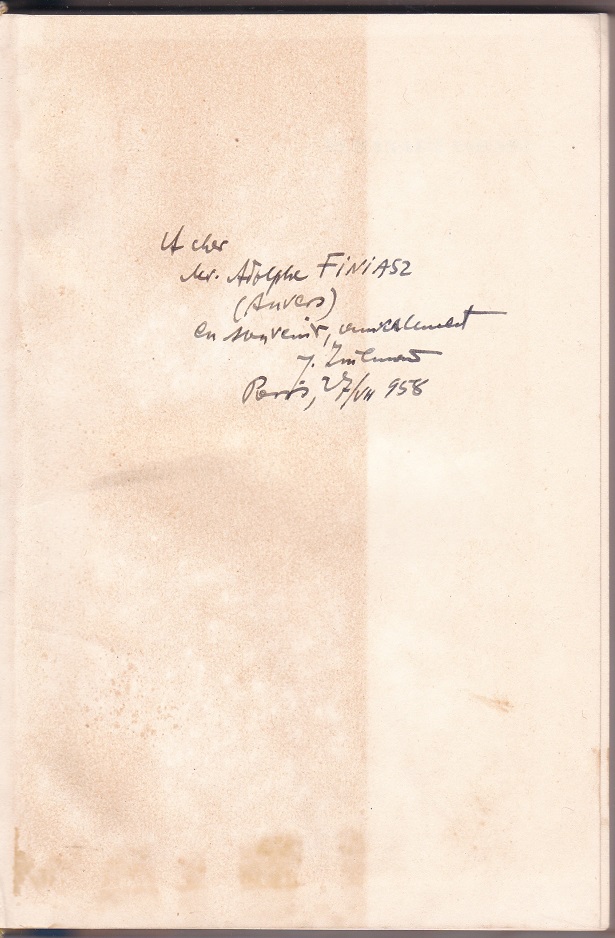 A cher
Mr. Adolphe FINIASZ
(Anvers)
en souvenir, amicalement
J.
Paris, 27/VII 958